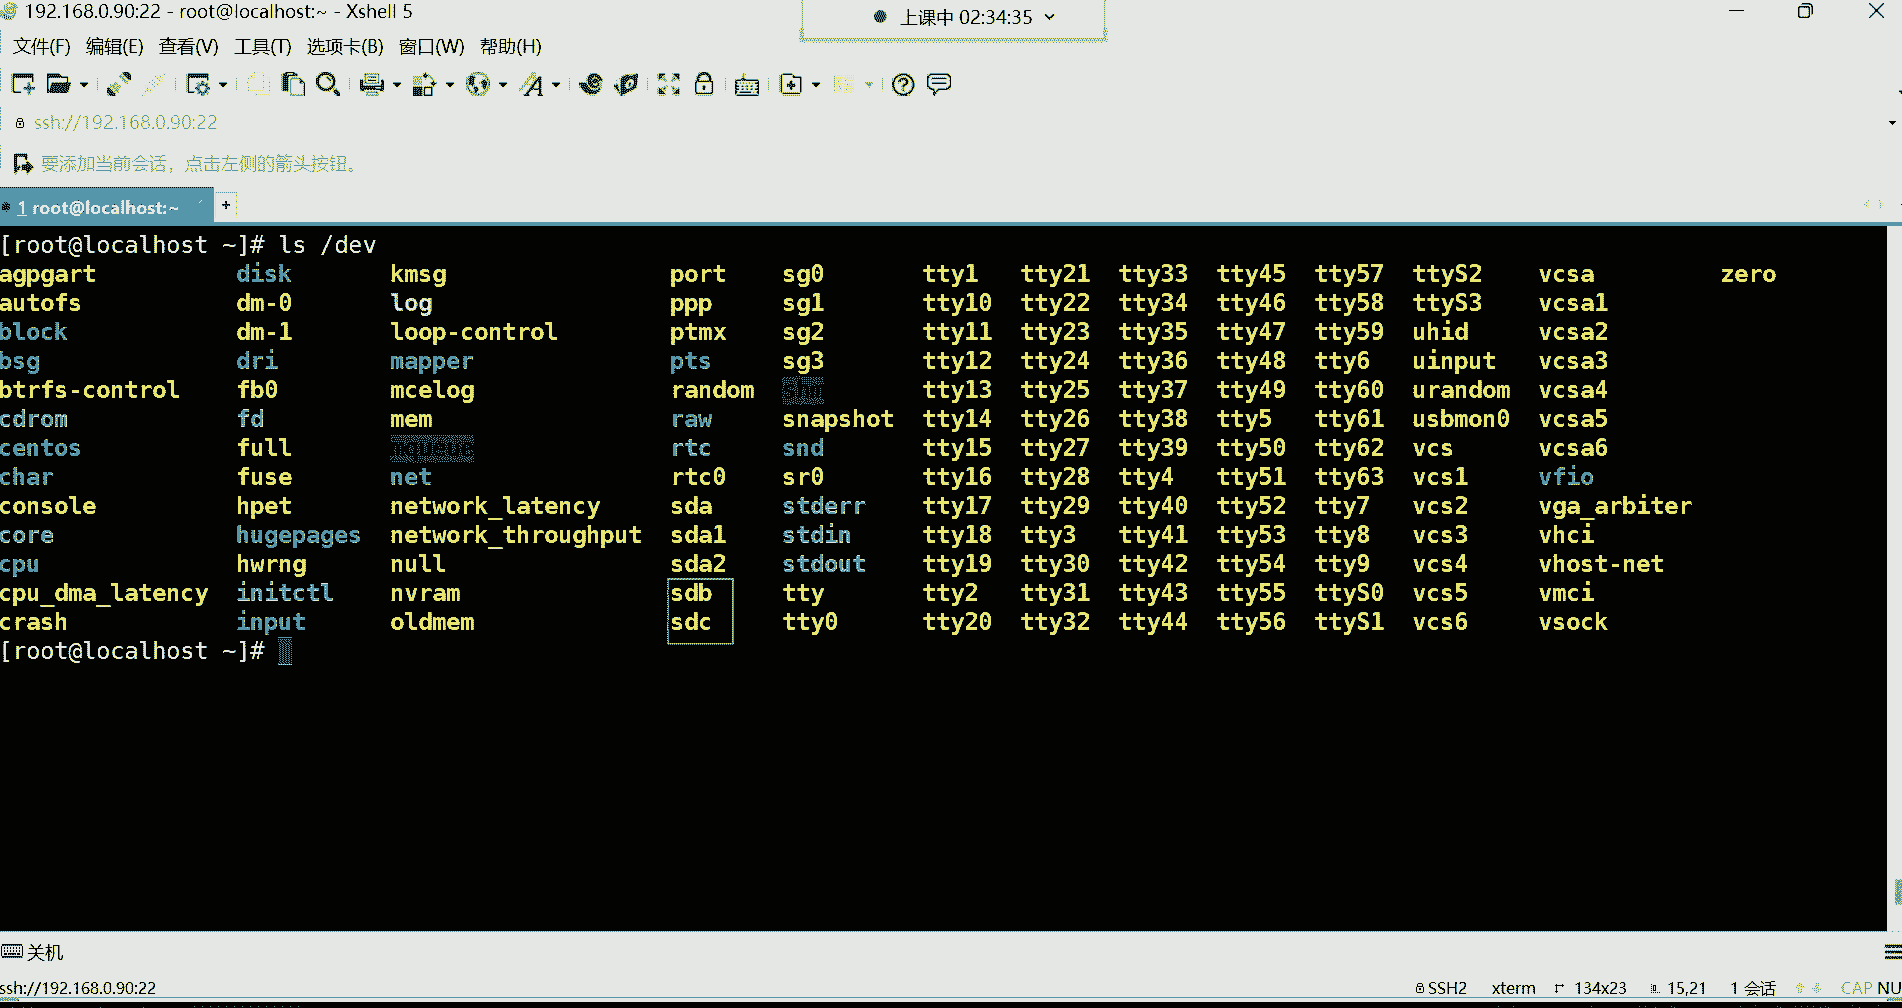 192.168.0.90:22 - root@localhost:~ - Xshell 5
上课中 02:34:35
文件(F) 编辑(E) 查看(V) 工具(T) 选项卡(B) 窗口(W) 帮助(H)
ssh://192.168.0.90:22
要添加当前会话，点击左侧的箭头按钮。
1 root@localhost:~ +
[root@localhost ~]# ls /dev
agpgart disk kmsg port sg0 tty1 tty21 tty33 tty45 tty57 ttyS2 vcsa zero
autofs dm-0 log ppp sg1 tty10 tty22 tty34 tty46 tty58 ttyS3 vcsa1
block dm-1 loop-control ptmx sg2 tty11 tty23 tty35 tty47 tty59 uhid vcsa2
bsg dri mapper pts sg3 tty12 tty24 tty36 tty48 tty6 uinput vcsa3
btrfs-control fb0 mcelog random shm tty13 tty25 tty37 tty49 tty60 urandom vcsa4
cdrom fd mem raw snapshot tty14 tty26 tty38 tty5 tty61 usbmon0 vcsa5
centos full mqueue rtc snd tty15 tty27 tty39 tty50 tty62 vcs vcsa6
char fuse net rtc0 sr0 tty16 tty28 tty4 tty51 tty63 vcs1 vfio
console hpet network_latency sda stderr tty17 tty29 tty40 tty52 tty7 vcs2 vga_arbiter
core hugepages network_throughput sda1 stdin tty18 tty3 tty41 tty53 tty8 vcs3 vhci
cpu hwrng null sda2 stdout tty19 tty30 tty42 tty54 tty9 vcs4 vhost-net
cpu_dma_latency initctl nvram sdb tty tty2 tty31 tty43 tty55 ttyS0 vcs5 vmci
crash input oldmem sdc tty0 tty20 tty32 tty44 tty56 ttyS1 vcs6 vsock
[root@localhost ~]#
关机
ssh://192.168.0.90:22 SSH2 xterm 134x23 15,21 1 会话 CAP NU